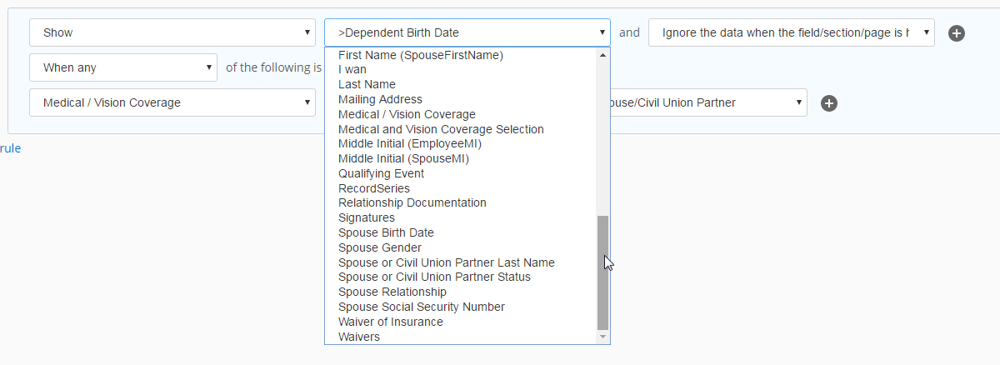 Show >Dependent Birth Date and Ignore the data when the field/section/page is
When any of the following is
Medical / Vision Coverage Civil Union Partner
rule
First Name (SpouseFirstName)
I wan
Last Name
Mailing Address
Medical / Vision Coverage
Medical and Vision Coverage Selection
Middle Initial (EmployeeMI)
Middle Initial (SpouseMI)
Qualifying Event
RecordSeries
Relationship Documentation
Signatures
Spouse Birth Date
Spouse Gender
Spouse or Civil Union Partner Last Name
Spouse or Civil Union Partner Status
Spouse Relationship
Spouse Social Security Number
Waiver of Insurance
Waivers